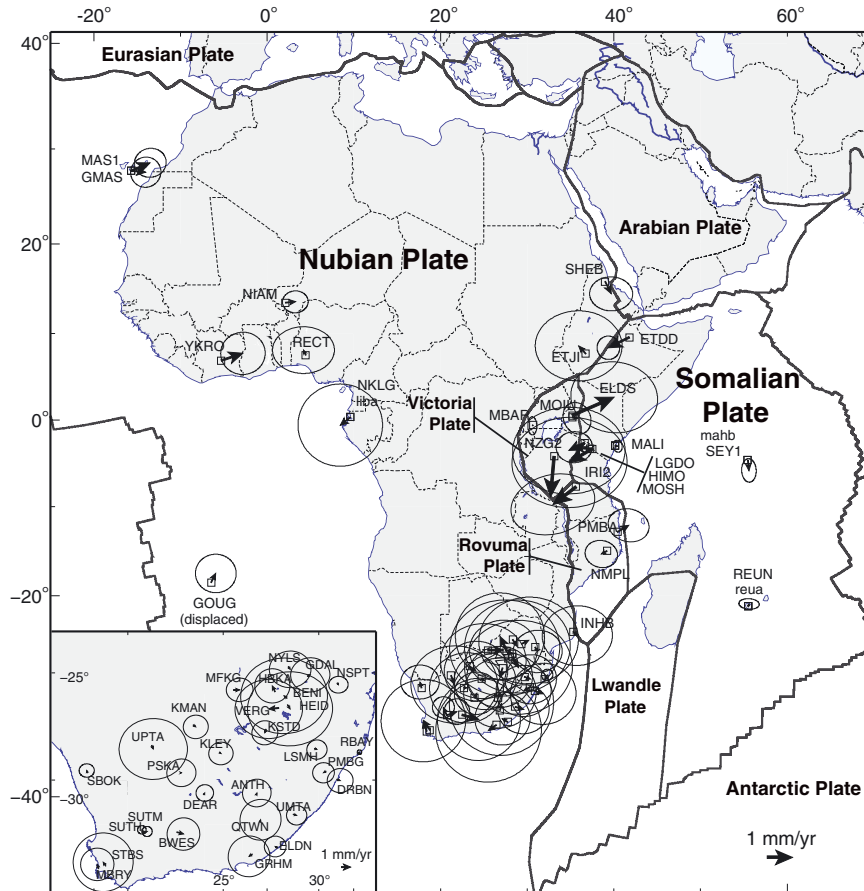 -20° 0° 20° 40° 60°
40°
Eurasian Plate
MAS1
GMAS
Arabian Plate
20°
Nubian Plate
SHEB
NIAM
YKRO
RECT
ETDD
ETJI
ELDS
Somalian
Plate
NKLG
liba
Victoria
Plate
MBAR
MOIU
0°
NZG2
MALI
mahb
SEY1
LGDO
HIMO
MOSH
IRI2
PMBA
Rovuma
Plate
NMPL
REUN
reua
-20°
GOUG
(displaced)
INHB
Lwandle
Plate
Antarctic Plate
-40°
1 mm/yr
NYLS
GDAL
-25°
MFKG
HBKA
NSPT
BENI
KMAN
VERG
HEID
UPTA
KSTD
KLEY
RBAY
LSMH
PSKA
PMBG
SBOK
ANTH
DRBN
-30°
DEAR
UMTA
SUTM
SUTH
QTWN
BWES
ELDN
STBS
GRHM
1 mm/yr
MBRY
25° 30°